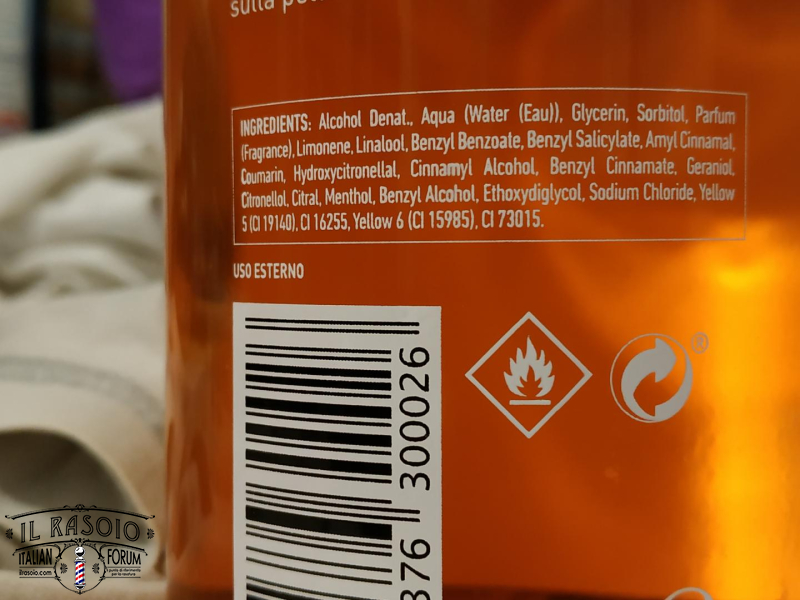 sulla
INGREDIENTS: Alcohol Denat., Aqua (Water (Eau)), Glycerin, Sorbitol, Parfum
(Fragrance), Limonene, Linalool, Benzyl Benzoate, Benzyl Salicylate, Amyl Cinnamal,
Coumarin, Hydroxycitronellal, Cinnamyl Alcohol, Benzyl Cinnamate, Geraniol,
Citronellol, Citral, Menthol, Benzyl Alcohol, Ethoxydiglycol, Sodium Chloride, Yellow
5 (CI 19140), CI 16255, Yellow 6 (CI 15985), CI 73015.
USO ESTERNO
®
876 300026
IL RASOIO
ITALIAN FORUM
ilrasoio.com